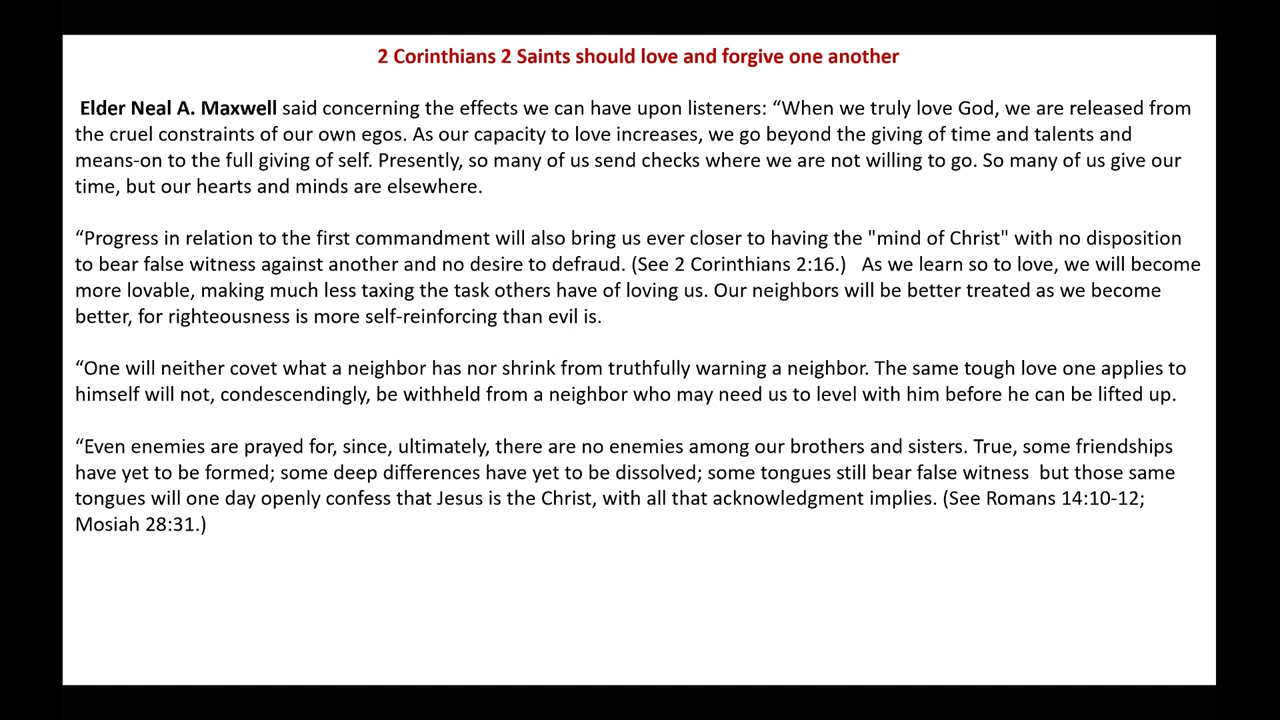 2 Corinthians 2 Saints should love and forgive one another
Elder Neal A. Maxwell said concerning the effects we can have upon listeners: “When we truly love God, we are released from
the cruel constraints of our own egos. As our capacity to love increases, we go beyond the giving of time and talents and
means-on to the full giving of self. Presently, so many of us send checks where we are not willing to go. So many of us give our
time, but our hearts and minds are elsewhere.
“Progress in relation to the first commandment will also bring us ever closer to having the "mind of Christ" with no disposition
to bear false witness against another and no desire to defraud. (See 2 Corinthians 2:16.)   As we learn so to love, we will become
more lovable, making much less taxing the task others have of loving us. Our neighbors will be better treated as we become
better, for righteousness is more self-reinforcing than evil is.
“One will neither covet what a neighbor has nor shrink from truthfully warning a neighbor. The same tough love one applies to
himself will not, condescendingly, be withheld from a neighbor who may need us to level with him before he can be lifted up.
“Even enemies are prayed for, since, ultimately, there are no enemies among our brothers and sisters. True, some friendships
have yet to be formed; some deep differences have yet to be dissolved; some tongues still bear false witness  but those same
tongues will one day openly confess that Jesus is the Christ, with all that acknowledgment implies. (See Romans 14:10-12;
Mosiah 28:31.)